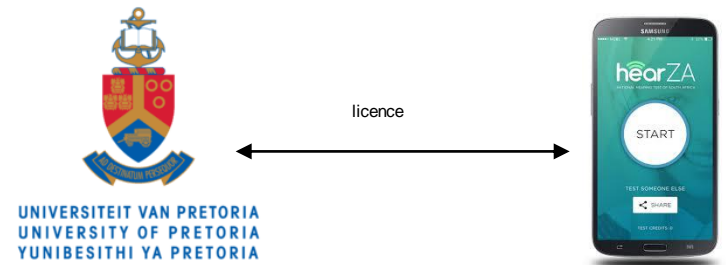 AD DESTINATUM PERSEQUOR
UNIVERSITEIT VAN PRETORIA
UNIVERSITY OF PRETORIA
YUNIBESITHI YA PRETORIA
licence
SAMSUNG
hearZA
NATIONAL HEARING TEST OF SOUTH AFRICA
START
TEST SOMEONE ELSE
SHARE
TEST CREDITS: 0